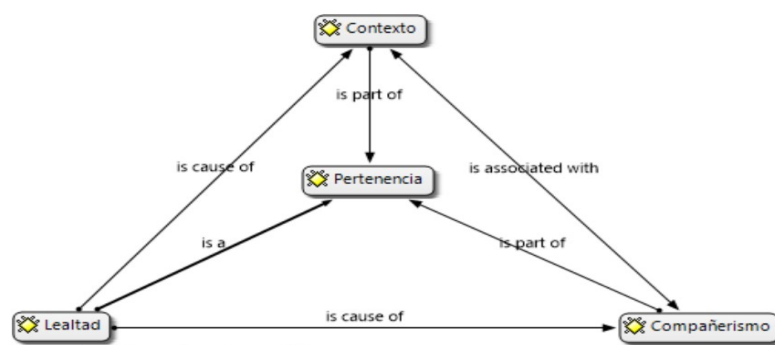 Contexto
is part of
is cause of
is associated with
Pertenencia
is a
is part of
is cause of
Lealtad
Compañerismo